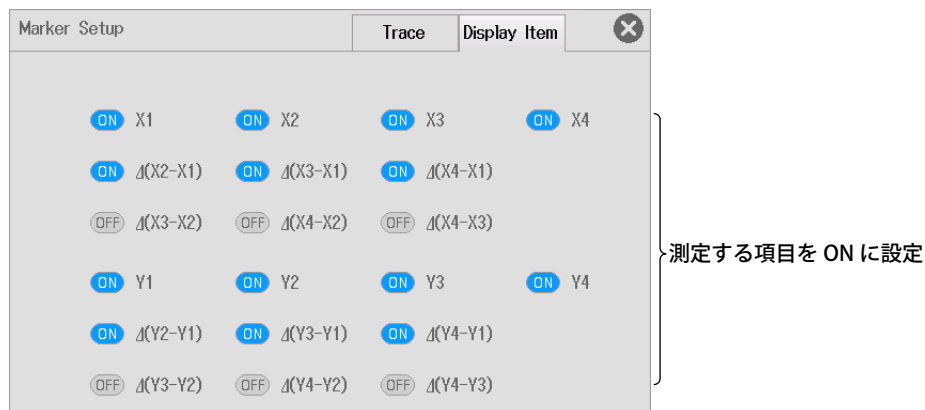 Marker Setup Trace Display Item
ON X1 ON X2 ON X3 ON X4
ON Δ(X2-X1) ON Δ(X3-X1) ON Δ(X4-X1)
OFF Δ(X3-X2) OFF Δ(X4-X2) OFF Δ(X4-X3)
測定する項目を ON に設定
ON Y1 ON Y2 ON Y3 ON Y4
ON Δ(Y2-Y1) ON Δ(Y3-Y1) ON Δ(Y4-Y1)
OFF Δ(Y3-Y2) OFF Δ(Y4-Y2) OFF Δ(Y4-Y3)